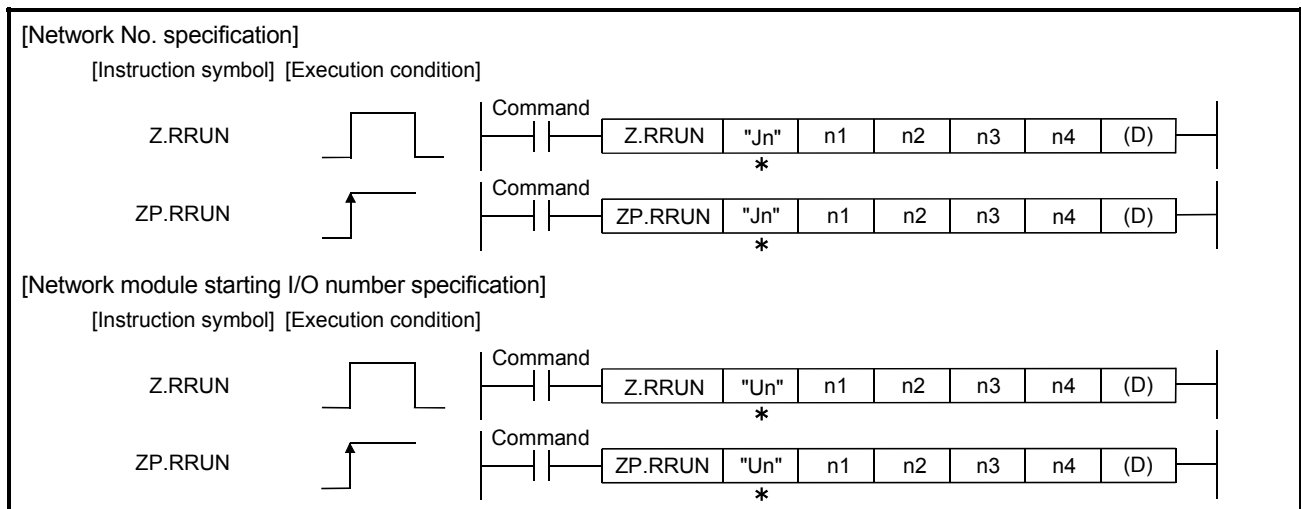 [Network No. specification]
[Instruction symbol] [Execution condition]
Command
Z.RRUN Z.RRUN "Jn" n1 n2 n3 n4 (D)
*
Command
ZP.RRUN ZP.RRUN "Jn" n1 n2 n3 n4 (D)
*
[Network module starting I/O number specification]
[Instruction symbol] [Execution condition]
Command
Z.RRUN Z.RRUN "Un" n1 n2 n3 n4 (D)
*
Command
ZP.RRUN ZP.RRUN "Un" n1 n2 n3 n4 (D)
*